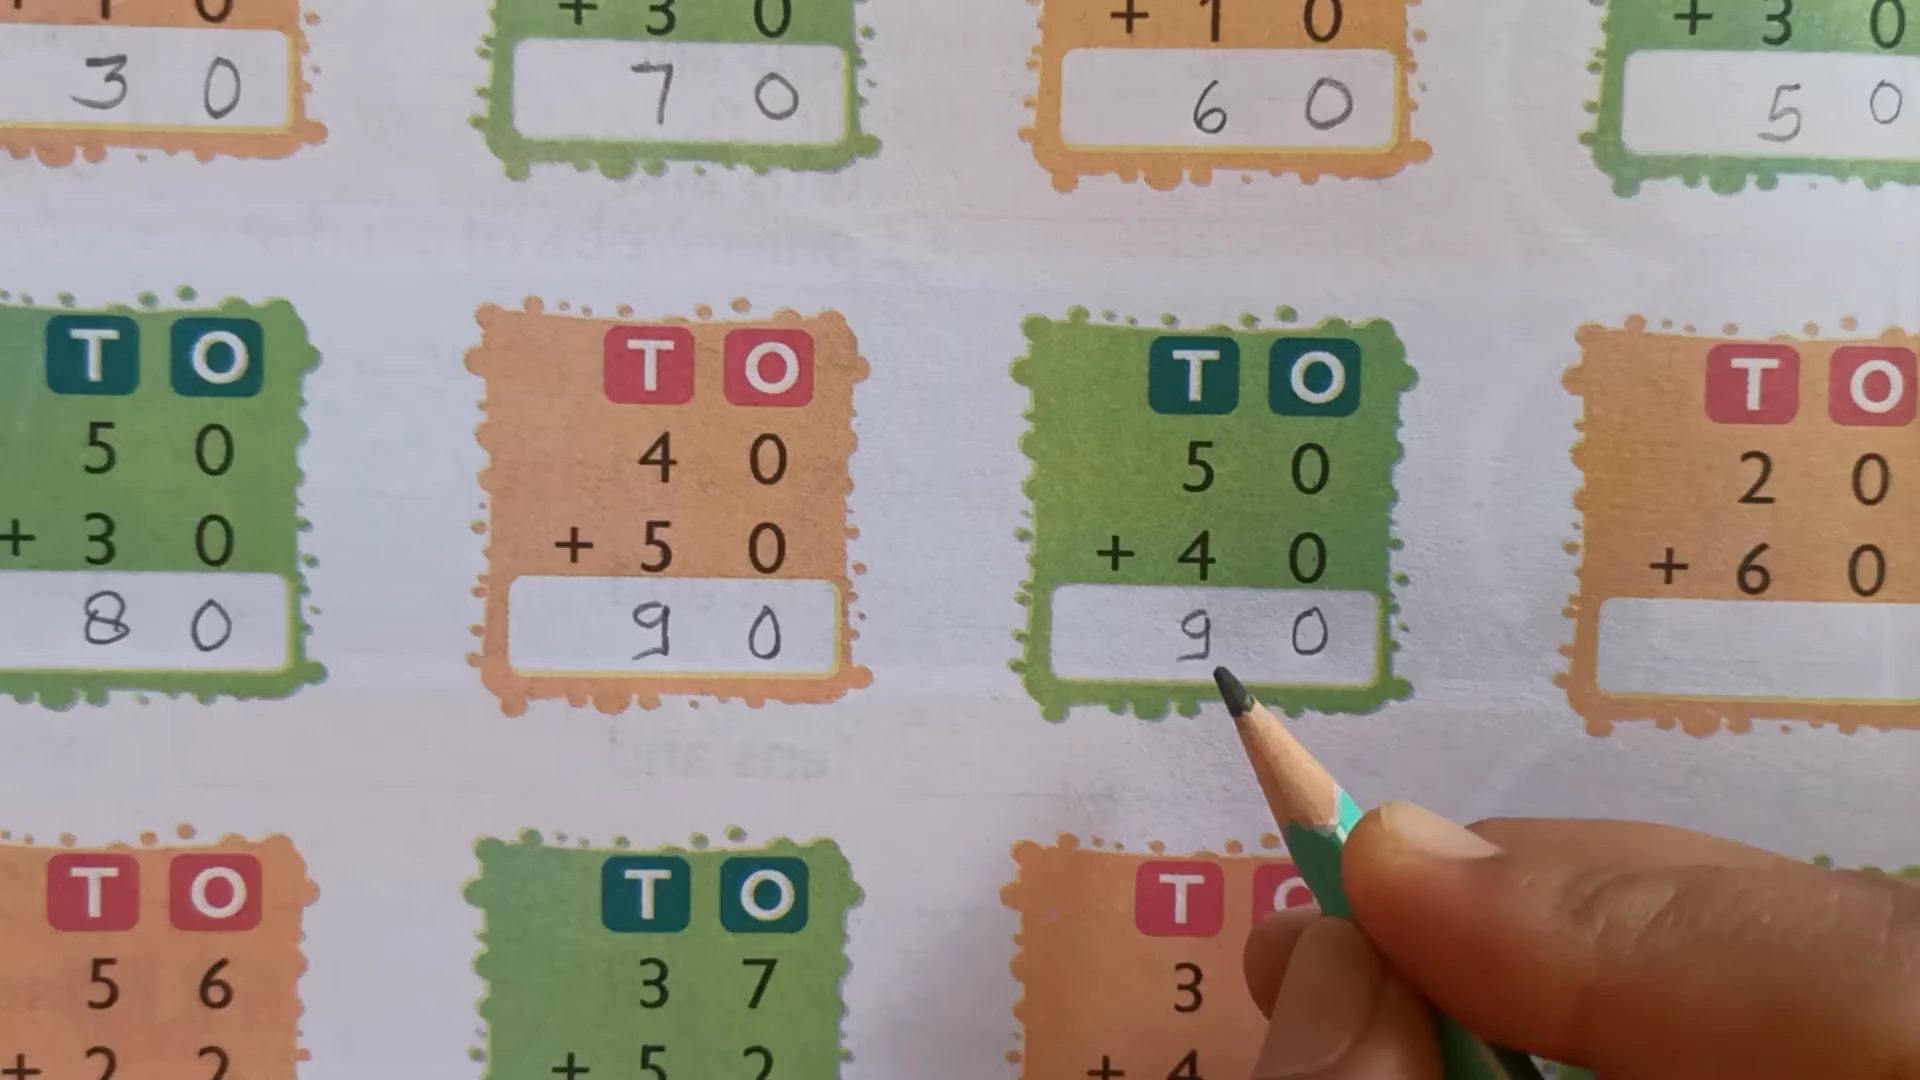 + 1 0
3 0
+ 3 0
7 0
+ 1 0
6 0
+ 3 0
5 0
T O
5 0
+ 3 0
8 0
T O
4 0
+ 5 0
9 0
T O
5 0
+ 4 0
9 0
T O
2 0
+ 6 0
T O
5 6
+ 2 2
T O
3 7
+ 5 2
T O
3
+ 4